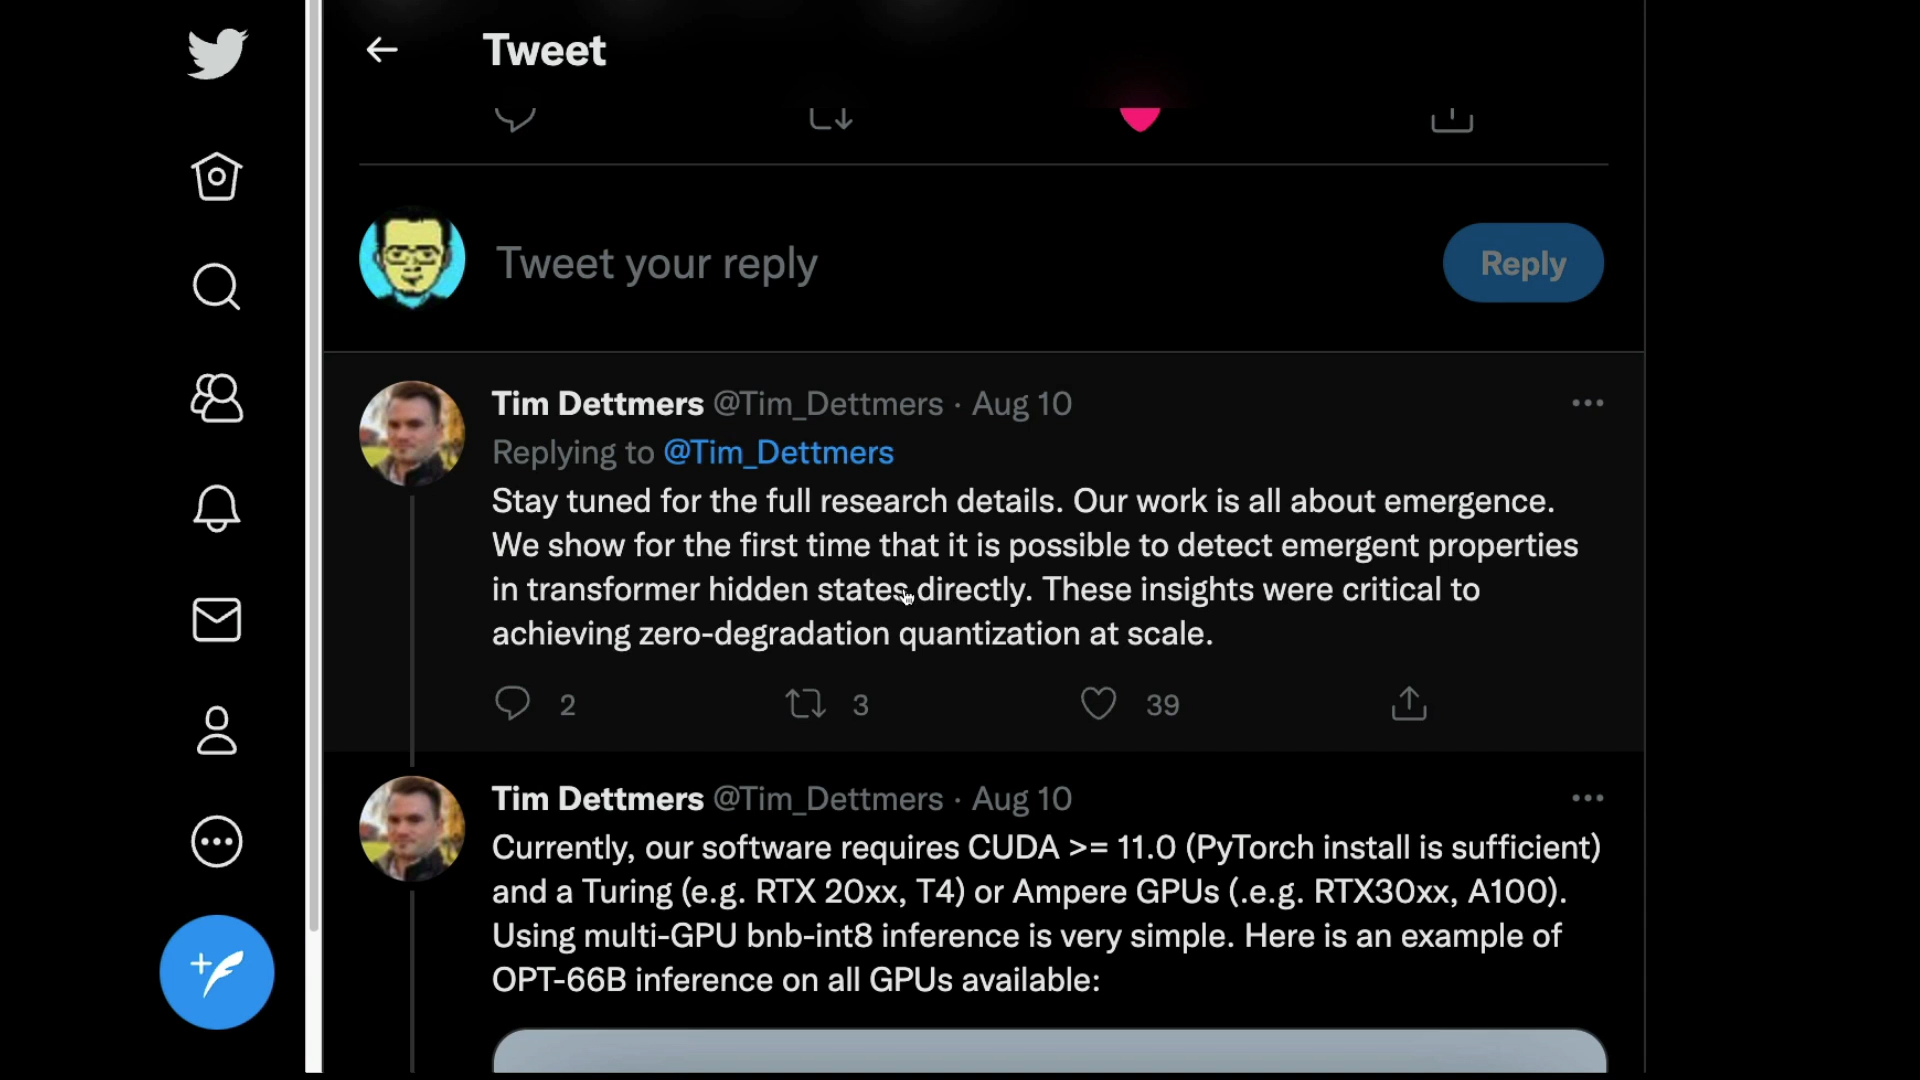 Tweet
Tweet your reply
Reply
Tim Dettmers @Tim_Dettmers · Aug 10
Replying to @Tim_Dettmers
Stay tuned for the full research details. Our work is all about emergence.
We show for the first time that it is possible to detect emergent properties
in transformer hidden states directly. These insights were critical to
achieving zero-degradation quantization at scale.
2 3 39
Tim Dettmers @Tim_Dettmers · Aug 10
Currently, our software requires CUDA >= 11.0 (PyTorch install is sufficient)
and a Turing (e.g. RTX 20xx, T4) or Ampere GPUs (.e.g. RTX30xx, A100).
Using multi-GPU bnb-int8 inference is very simple. Here is an example of
OPT-66B inference on all GPUs available: